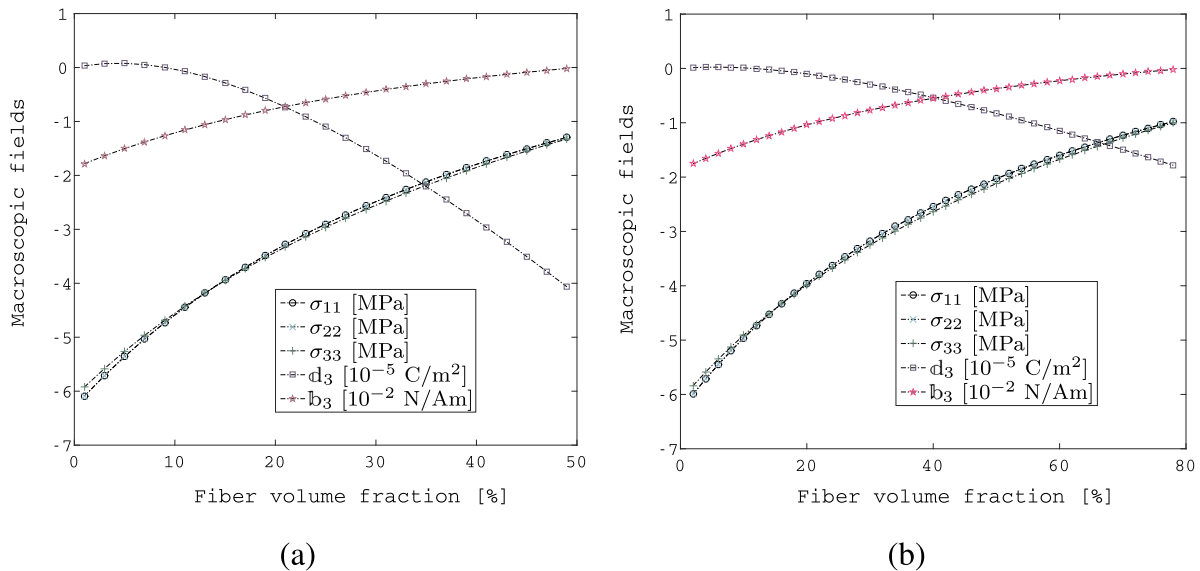 1
0
-1
-2
-3
-4
-5
-6
-7
0
10
20
30
40
50
Macroscopic fields
Fiber volume fraction [%]
σ11 [MPa]
σ22 [MPa]
σ33 [MPa]
𝕕3 [10−5 C/m2]
𝕓3 [10−2 N/Am]
(a)
1
0
-1
-2
-3
-4
-5
-6
-7
0
20
40
60
80
Macroscopic fields
Fiber volume fraction [%]
σ11 [MPa]
σ22 [MPa]
σ33 [MPa]
𝕕3 [10−5 C/m2]
𝕓3 [10−2 N/Am]
(b)